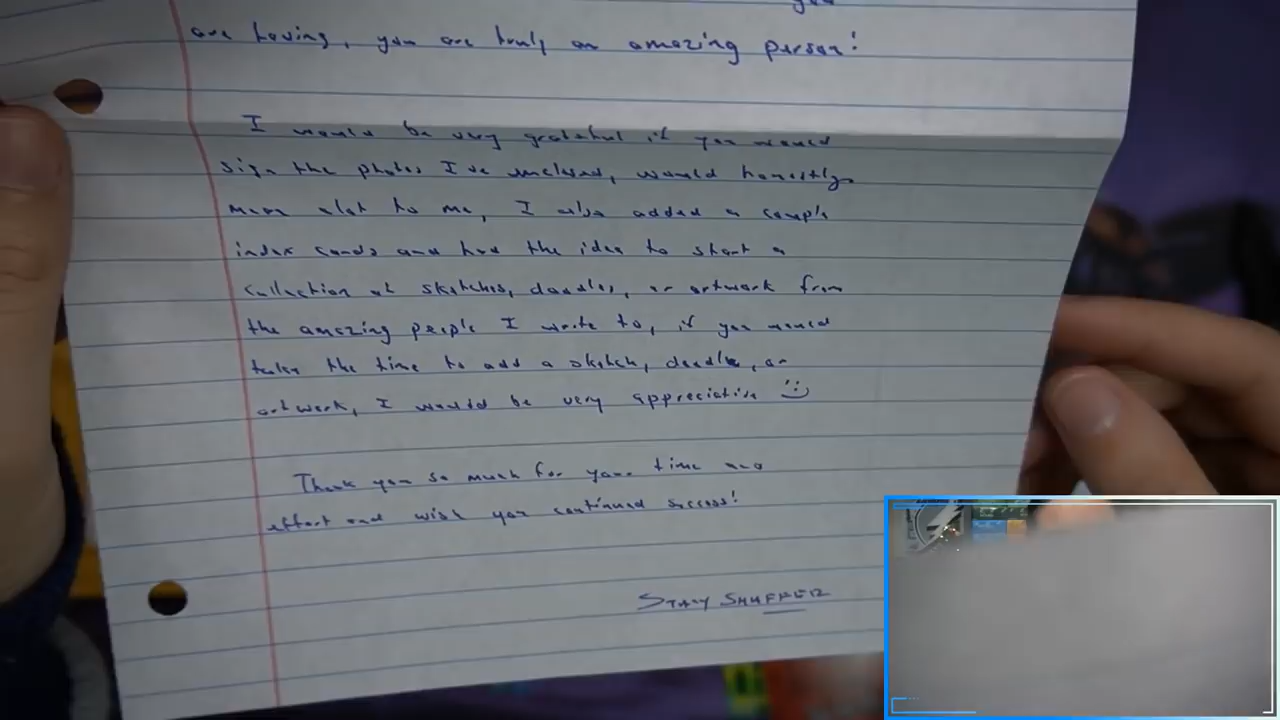 you
are having, you are truly an amazing person!
I would be very grateful if you would
sign the photos I've enclosed, would honestly
mean alot to me, I also added a couple
index cards and had the idea to start a
collection of sketches, doodles, or artwork from
the amazing people I write to, if you would
taken the time to add a sketch, doodle, or
artwork, I would be very appreciative
Thank you so much for your time and
effort and wish you continued success!
SHAFFER